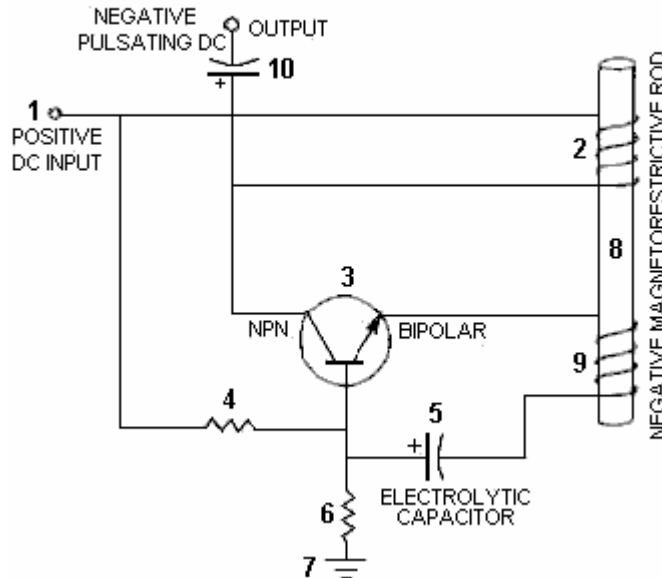 NEGATIVE
PULSATING DC
OUTPUT
10
+
1
POSITIVE
DC INPUT
2
8
3
NPN
BIPOLAR
9
4
5
+
ELECTROLYTIC
CAPACITOR
6
7
NEGATIVE MAGNETORESTRICTIVE ROD